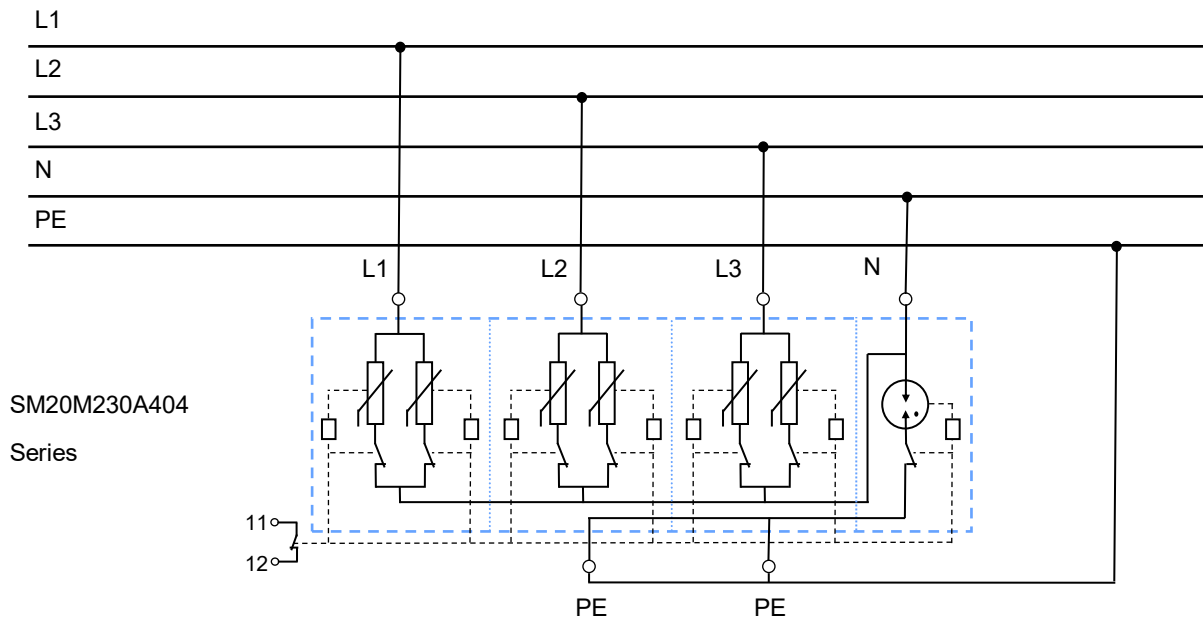 L1
L2
L3
N
PE
L1 L2 L3 N
SM20M230A404
Series
11
12
PE PE